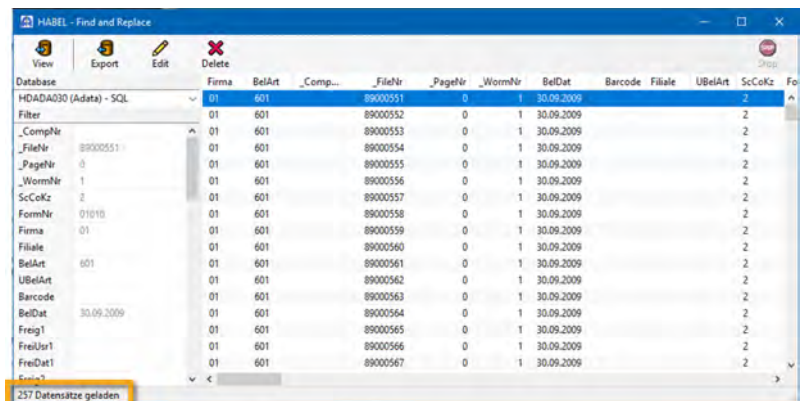 HABEL - Find and Replace
View Export Edit Delete Stop
Database Firma BelArt _Comp... _FileNr _PageNr _WormNr BelDat Barcode Filiale UBelArt ScCoKz Fo
HDADA030 (Adata) - SQL 01 601 89000551 0 1 30.09.2009 2
Filter 01 601 89000552 0 1 30.09.2009 2
_CompNr 01 601 89000553 0 1 30.09.2009 2
_FileNr 89000551 01 601 89000554 0 1 30.09.2009 2
_PageNr 0 01 601 89000555 0 1 30.09.2009 2
_WormNr 1 01 601 89000556 0 1 30.09.2009 2
ScCoKz 2 01 601 89000557 0 1 30.09.2009 2
FormNr 01010 01 601 89000558 0 1 30.09.2009 2
Firma 01 01 601 89000559 0 1 30.09.2009 2
Filiale 01 601 89000560 0 1 30.09.2009 2
BelArt 601 01 601 89000561 0 1 30.09.2009 2
UBelArt 01 601 89000562 0 1 30.09.2009 2
Barcode 01 601 89000563 0 1 30.09.2009 2
BelDat 30.09.2009 01 601 89000564 0 1 30.09.2009 2
Freig1 01 601 89000565 0 1 30.09.2009 2
FreiUsr1 01 601 89000566 0 1 30.09.2009 2
FreiDat1 01 601 89000567 0 1 30.09.2009 2
Freig2
257 Datensätze geladen